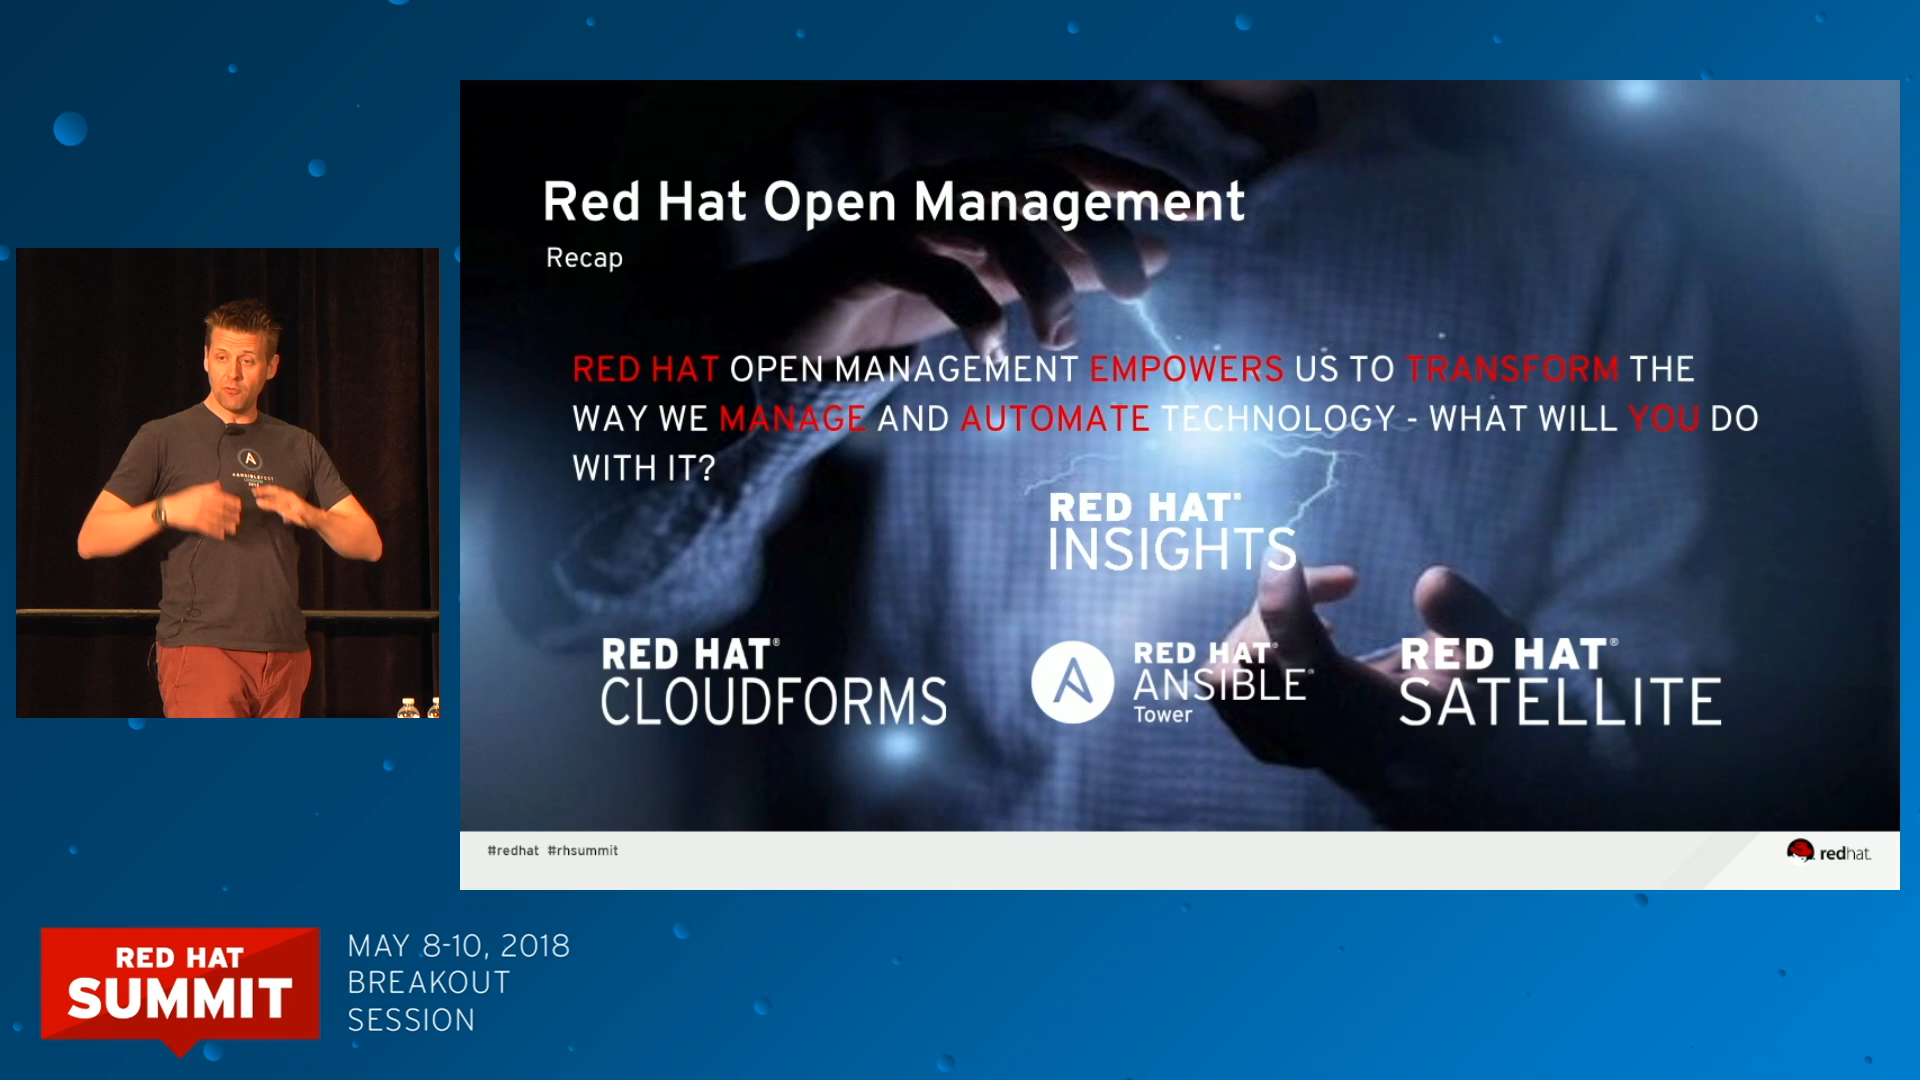 Red Hat Open Management
Recap
RED HAT OPEN MANAGEMENT EMPOWERS US TO TRANSFORM THE
WAY WE MANAGE AND AUTOMATE TECHNOLOGY - WHAT WILL YOU DO
WITH IT?
RED HAT
INSIGHTS
RED HAT®
CLOUDFORMS
RED HAT®
ANSIBLE®
Tower
RED HAT®
SATELLITE
#redhat #rhsummit
redhat.
A
#ANSIBLEFEST
RED HAT
SUMMIT
MAY 8-10, 2018
BREAKOUT
SESSION